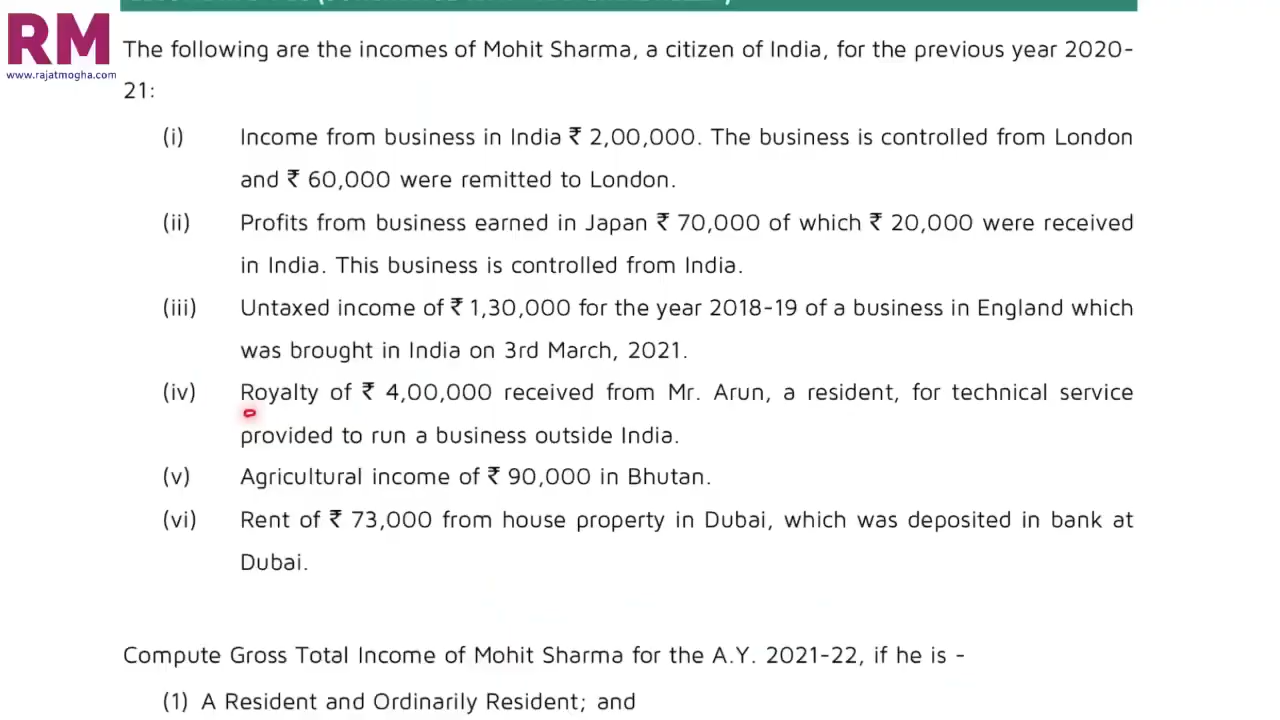 RM
www.rajatmogha.com
The following are the incomes of Mohit Sharma, a citizen of India, for the previous year 2020-
21:
(i) Income from business in India ₹ 2,00,000. The business is controlled from London
and ₹ 60,000 were remitted to London.
(ii) Profits from business earned in Japan ₹ 70,000 of which ₹ 20,000 were received
in India. This business is controlled from India.
(iii) Untaxed income of ₹ 1,30,000 for the year 2018-19 of a business in England which
was brought in India on 3rd March, 2021.
(iv) Royalty of ₹ 4,00,000 received from Mr. Arun, a resident, for technical service
provided to run a business outside India.
(v) Agricultural income of ₹ 90,000 in Bhutan.
(vi) Rent of ₹ 73,000 from house property in Dubai, which was deposited in bank at
Dubai.
Compute Gross Total Income of Mohit Sharma for the A.Y. 2021-22, if he is -
(1) A Resident and Ordinarily Resident; and